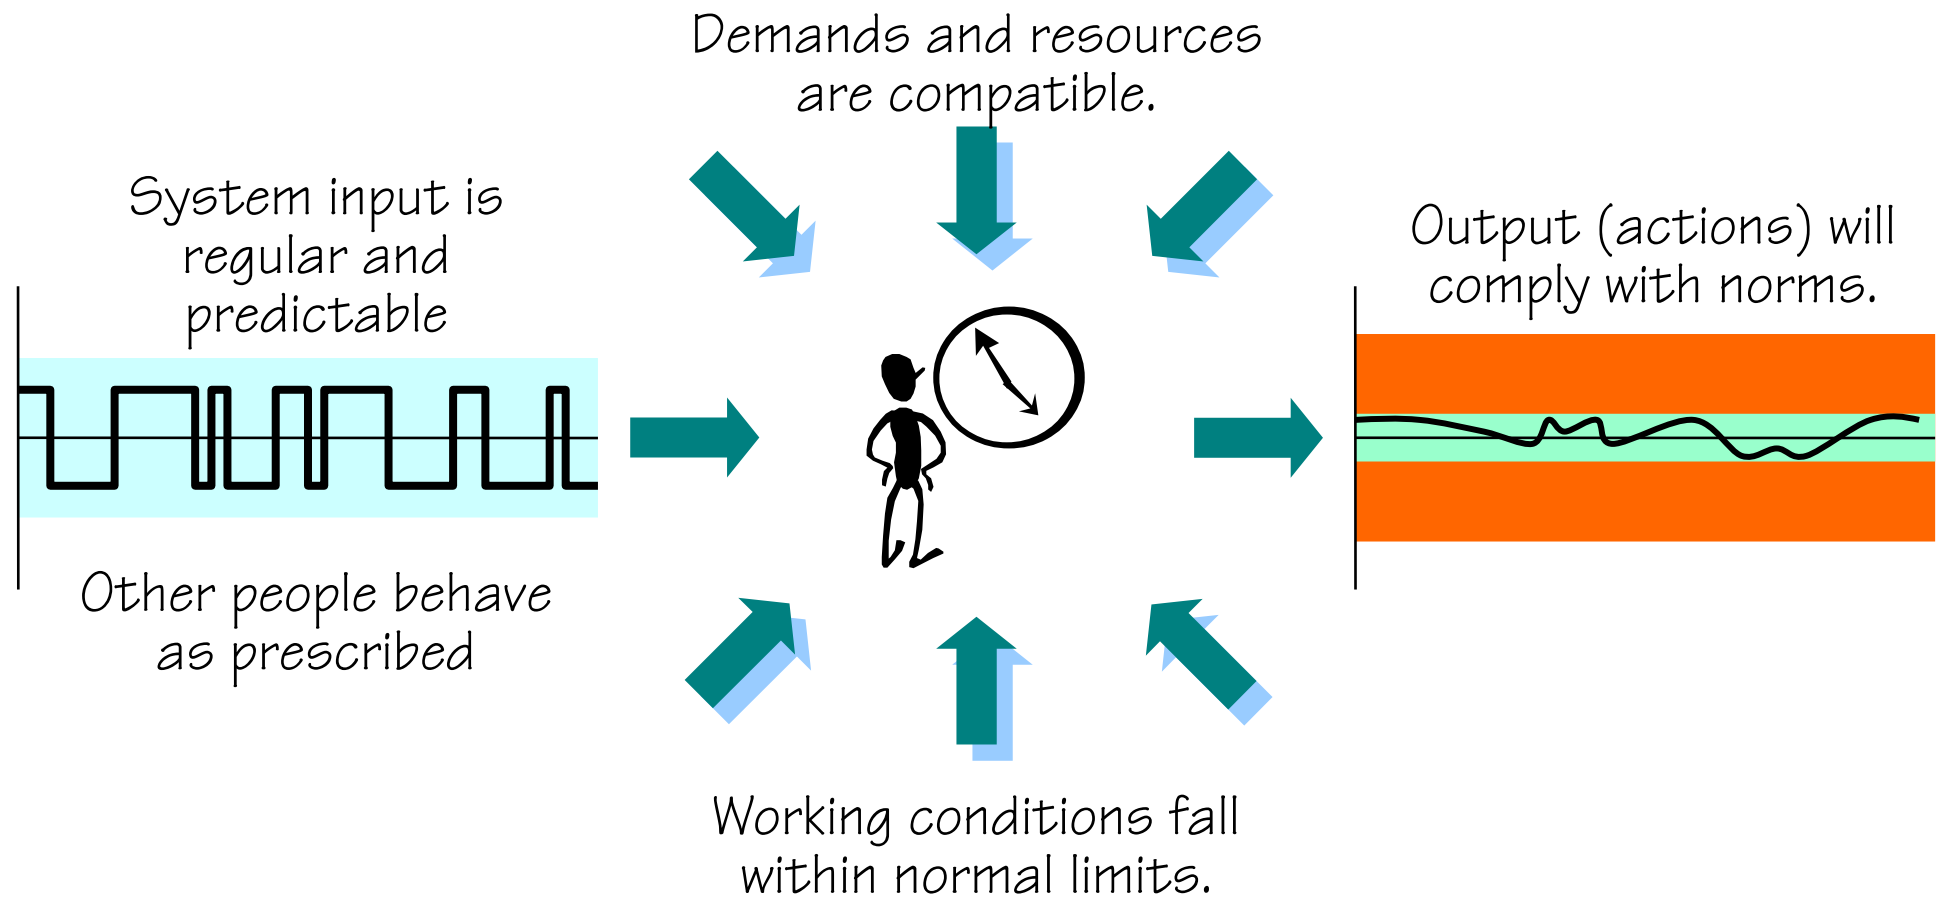 Demands and resources
are compatible.
System input is
regular and
predictable
Output (actions) will
comply with norms.
Other people behave
as prescribed
Working conditions fall
within normal limits.